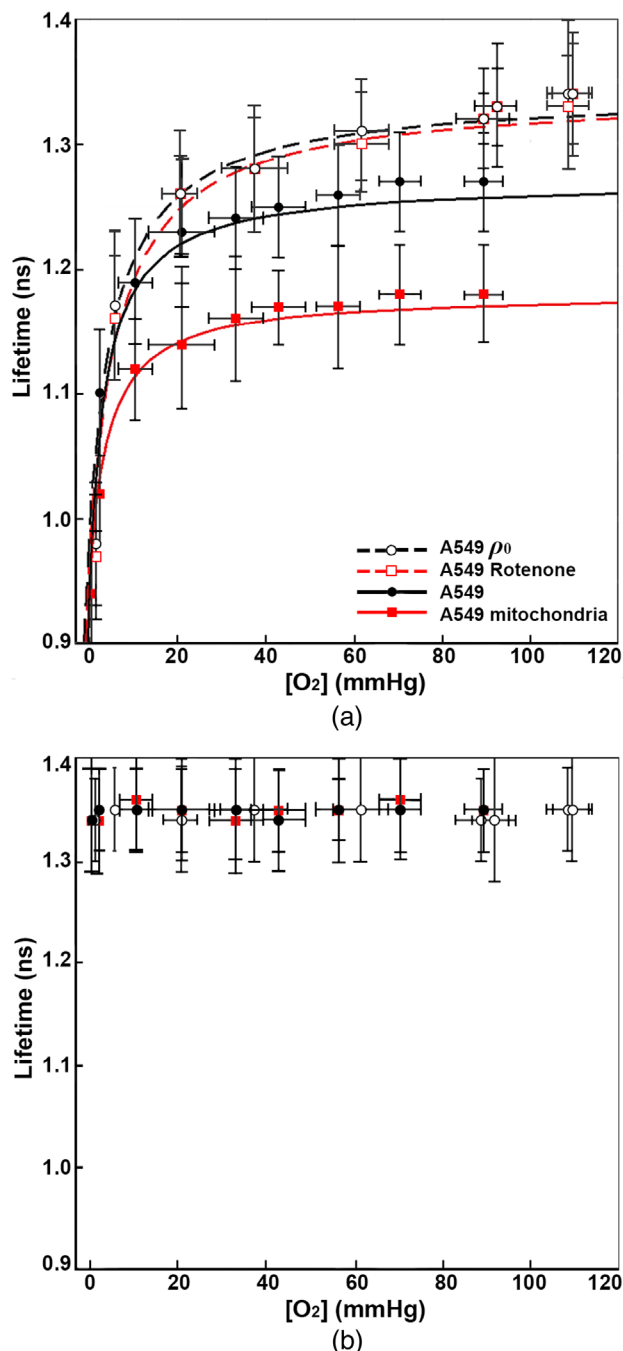 1.4
1.3
1.2
1.1
1.0
0.9
Lifetime (ns)
A549 ρ0
A549 Rotenone
A549
A549 mitochondria
0 20 40 60 80 100 120
[O2] (mmHg)
(a)
1.4
1.3
1.2
1.1
1.0
0.9
Lifetime (ns)
0 20 40 60 80 100 120
[O2] (mmHg)
(b)